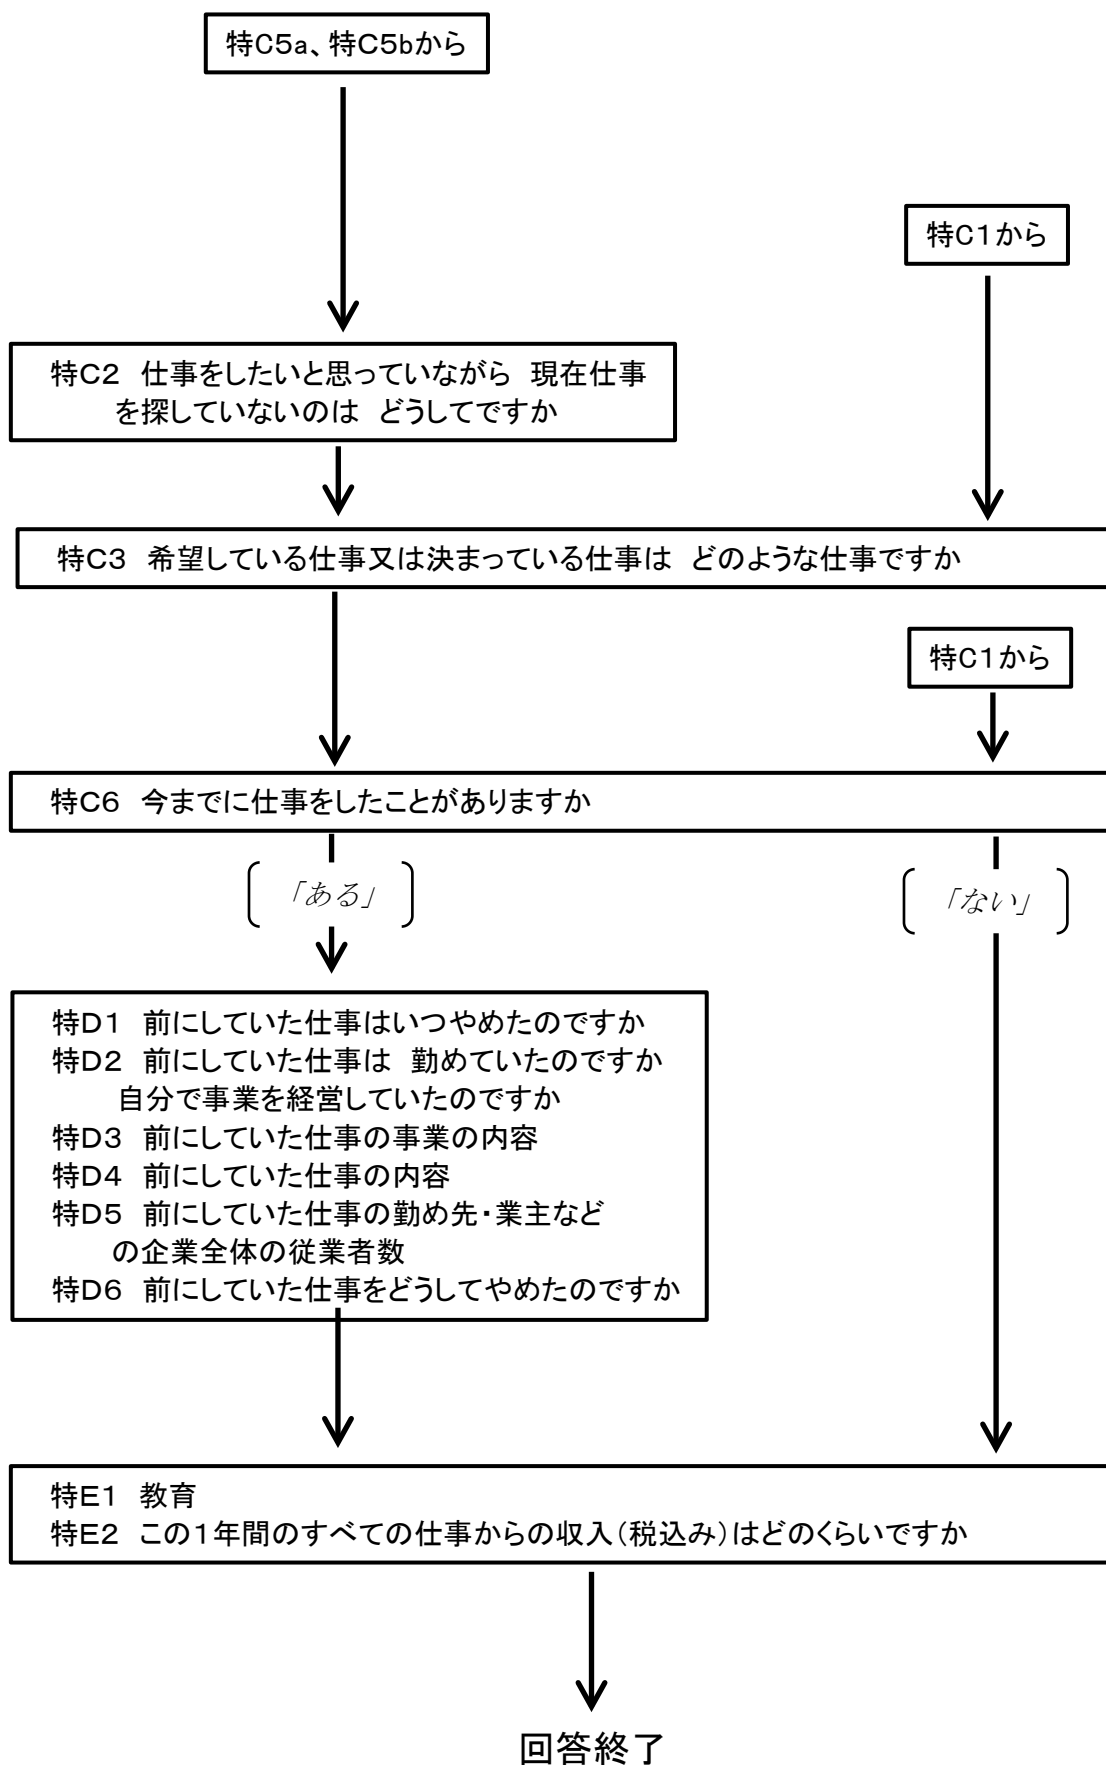 特C5a、特C5bから
特C1から
特C2 仕事をしたいと思っていながら 現在仕事
を探していないのは どうしてですか
特C3 希望している仕事又は決まっている仕事は どのような仕事ですか
特C1から
特C6 今までに仕事をしたことがありますか
「ある」
「ない」
特D1 前にしていた仕事はいつやめたのですか
特D2 前にしていた仕事は 勤めていたのですか
自分で事業を経営していたのですか
特D3 前にしていた仕事の事業の内容
特D4 前にしていた仕事の内容
特D5 前にしていた仕事の勤め先・業主など
の企業全体の従業者数
特D6 前にしていた仕事をどうしてやめたのですか
特E1 教育
特E2 この1年間のすべての仕事からの収入(税込み)はどのくらいですか
回答終了